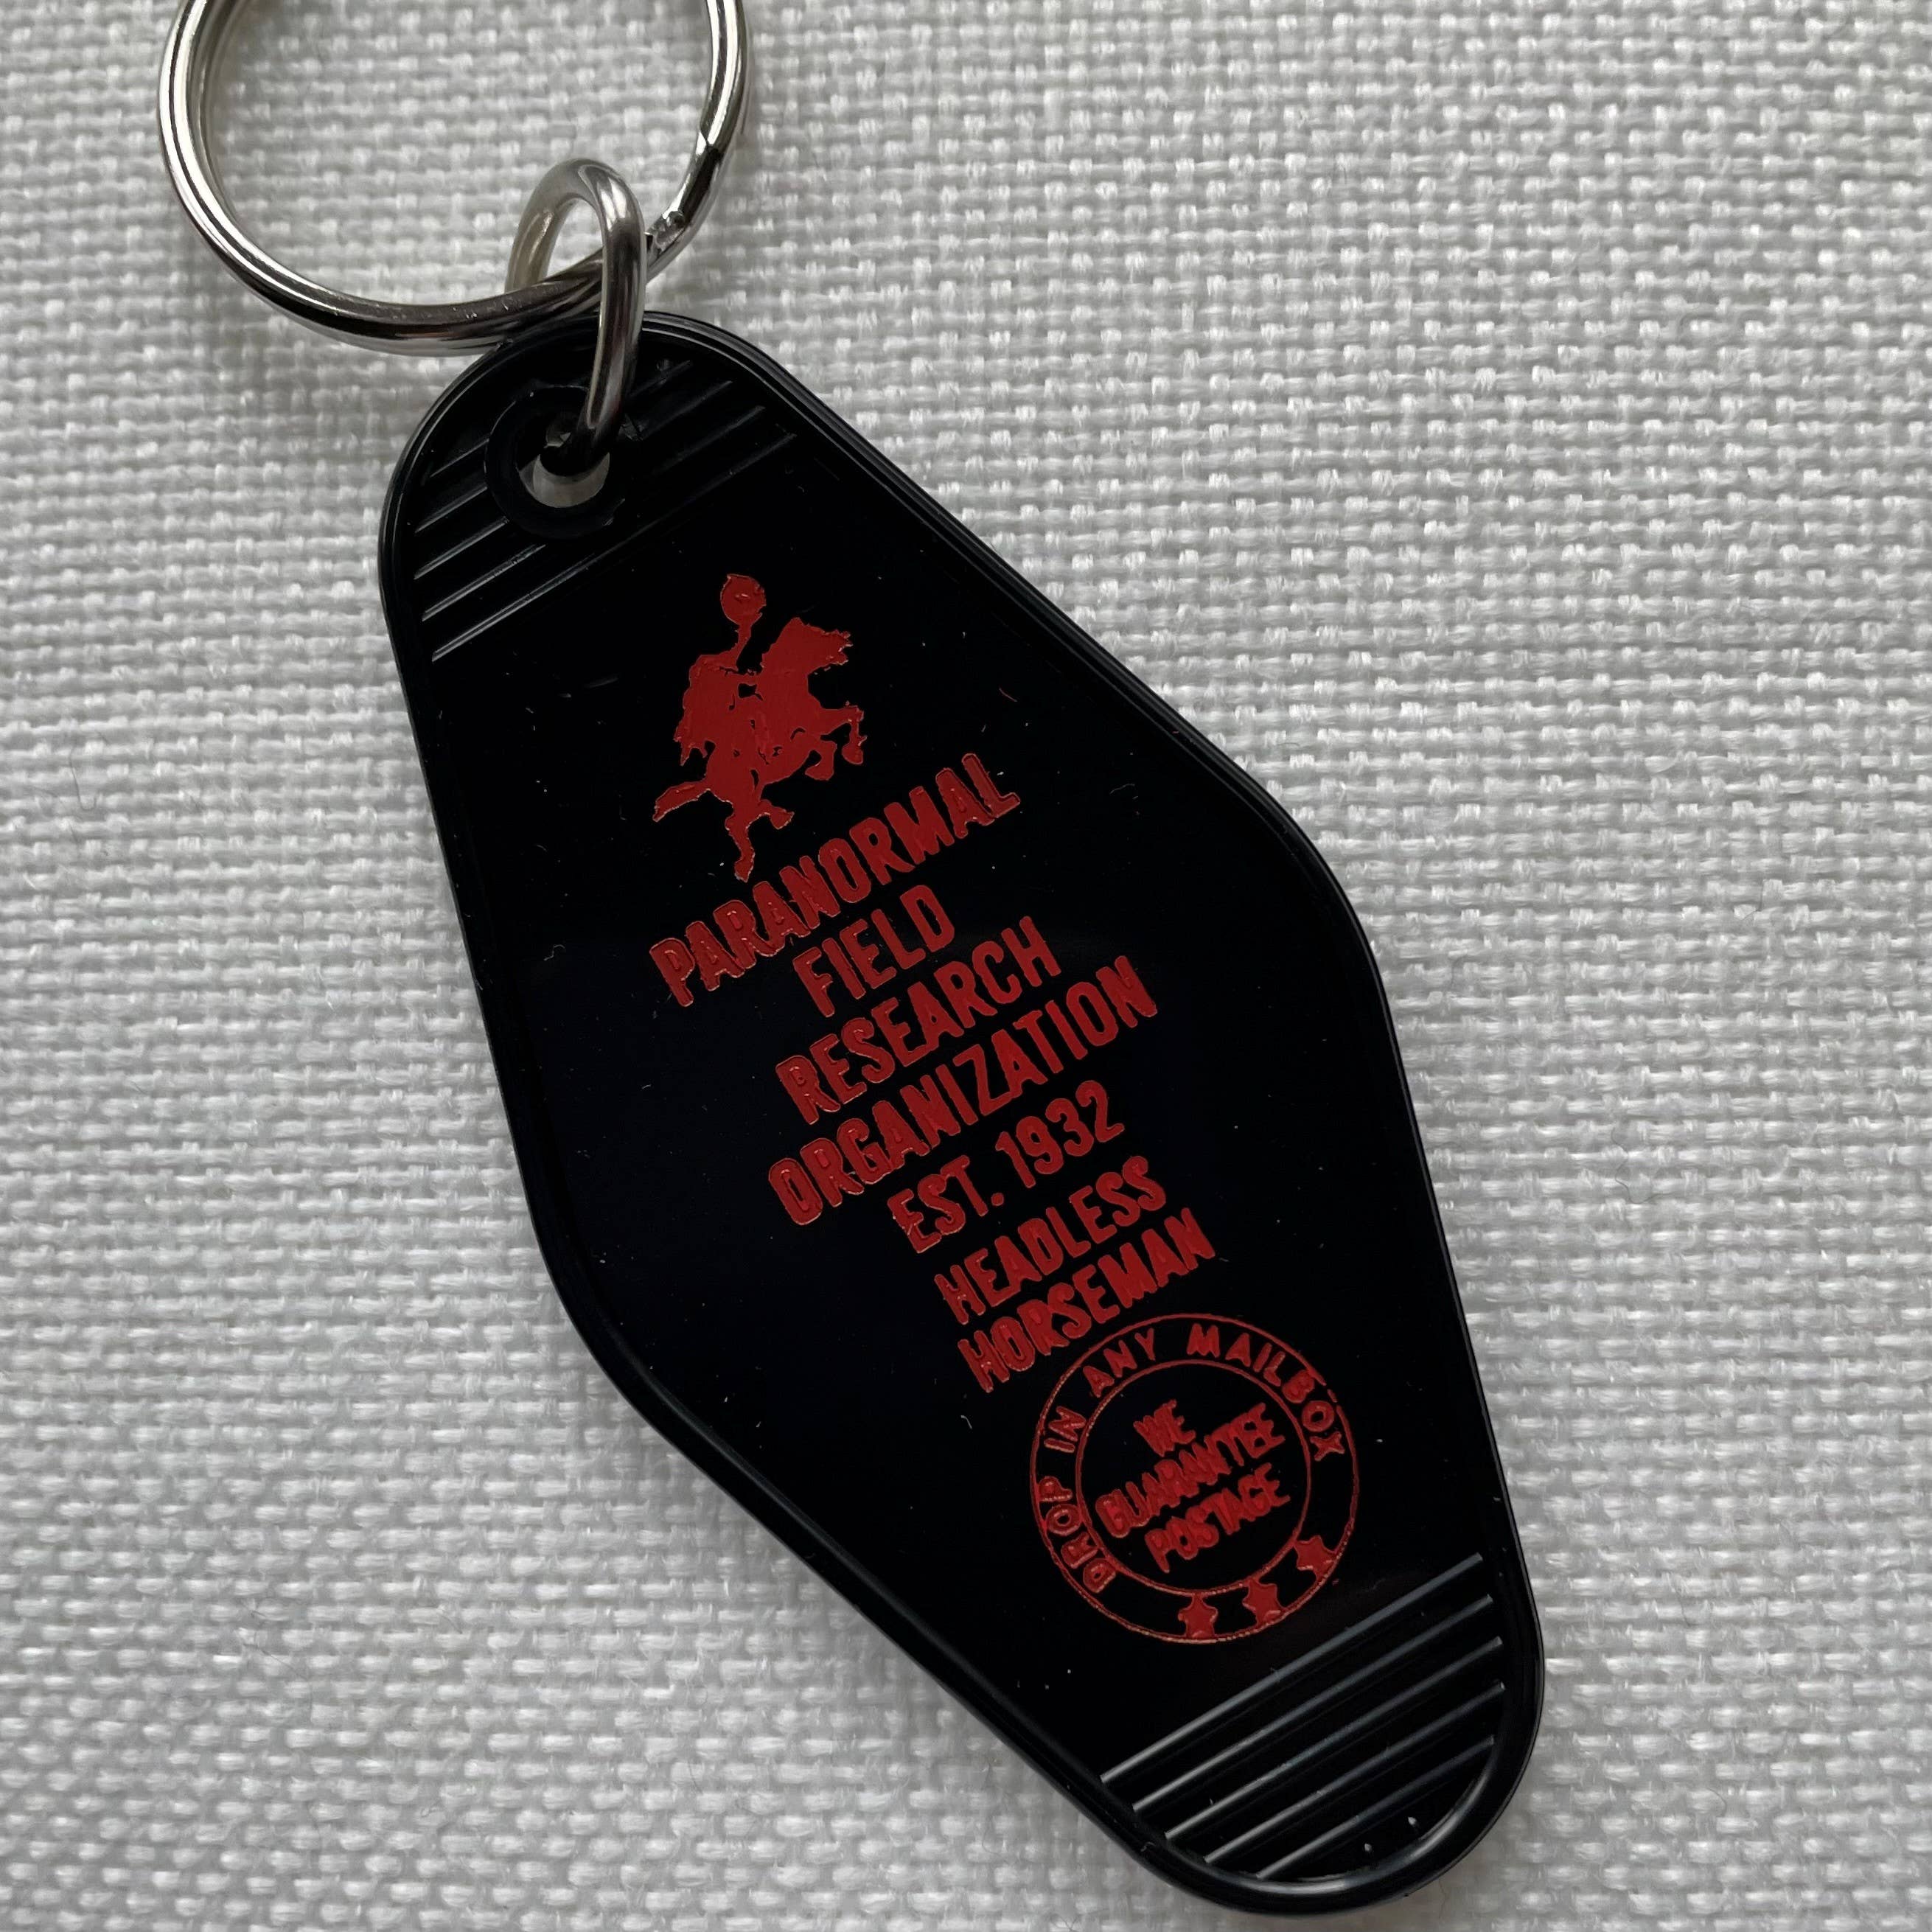 PARANORMAL
FIELD
RESEARCH
ORGANIZATION
EST. 1932
HEADLESS
HORSEMAN
DROP IN ANY MAILBOX
WE
GUARANTEE
POSTAGE